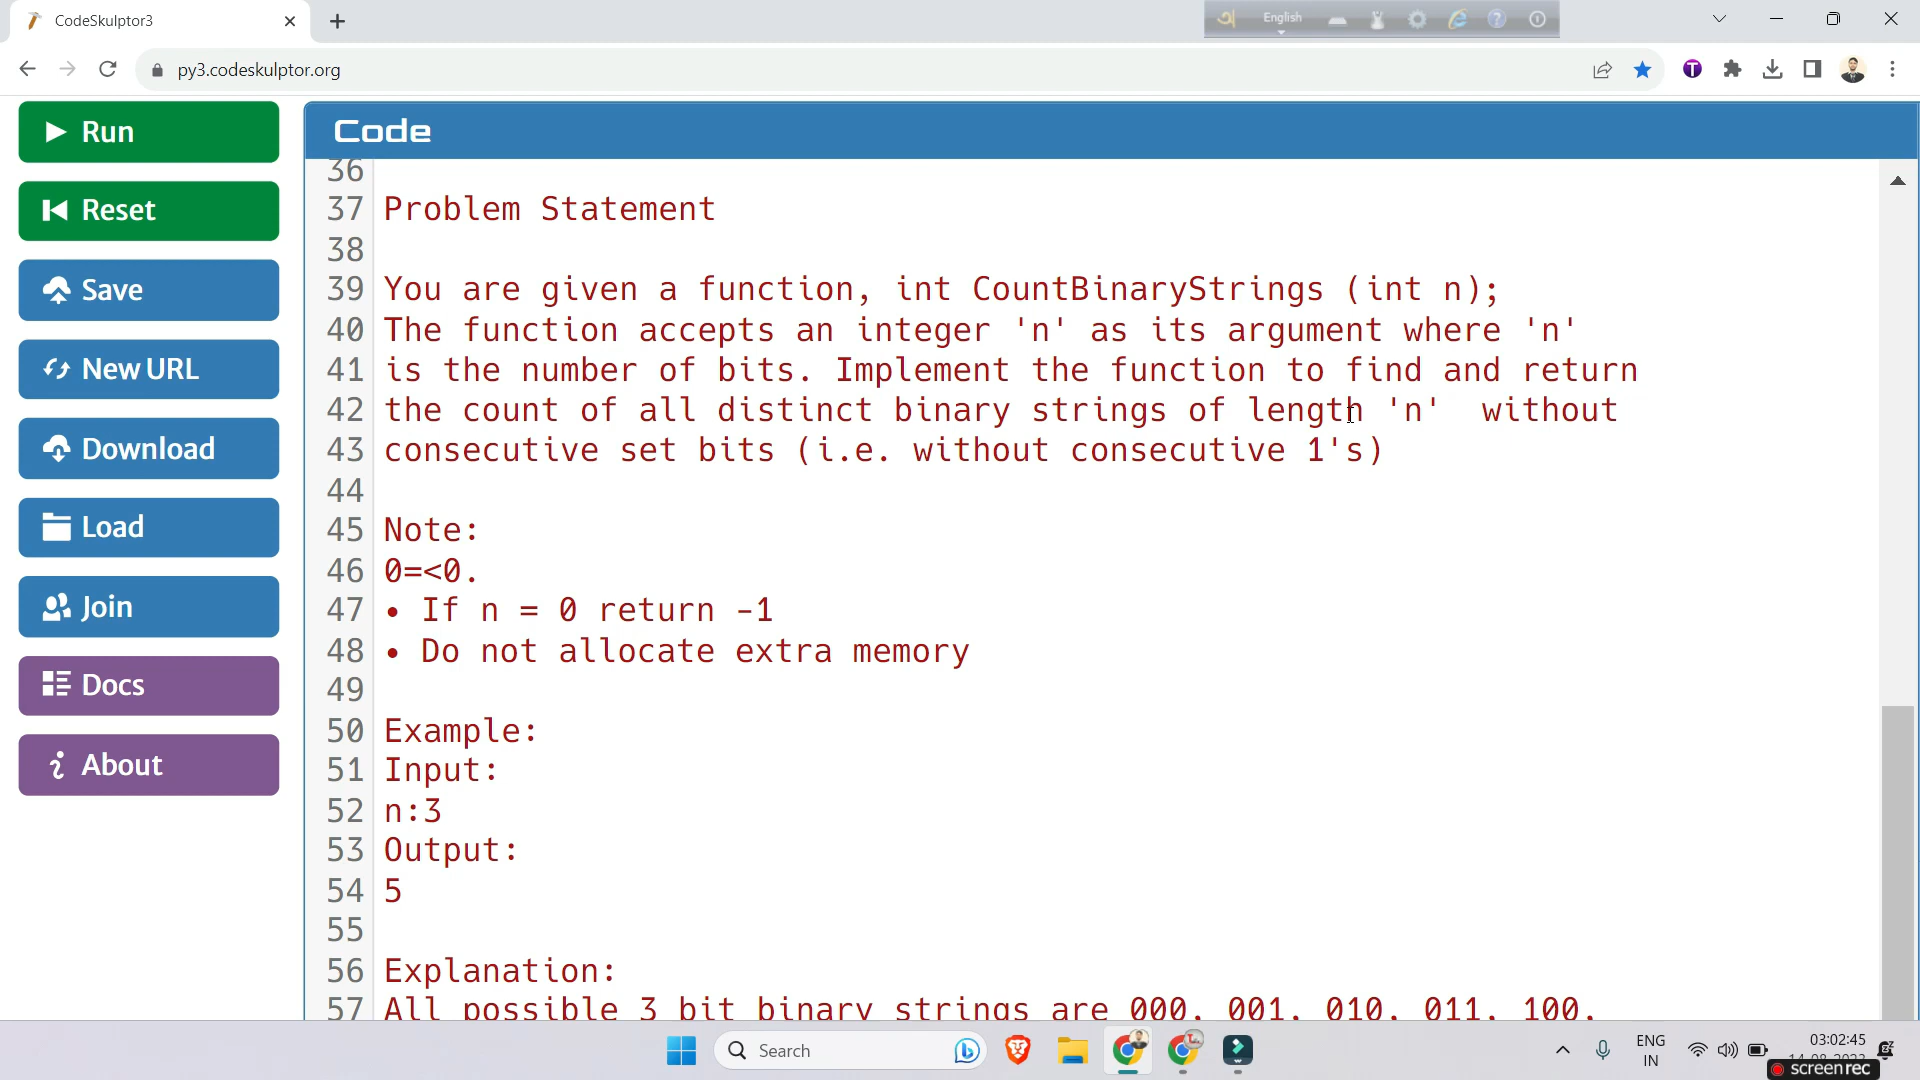 CodeSkulptor3
English
py3.codeskulptor.org
Run
Reset
Save
New URL
Download
Load
Join
Docs
About
Code
36
37 Problem Statement
38
39 You are given a function, int CountBinaryStrings (int n);
40 The function accepts an integer 'n' as its argument where 'n'
41 is the number of bits. Implement the function to find and return
42 the count of all distinct binary strings of length 'n'  without
43 consecutive set bits (i.e. without consecutive 1's)
44
45 Note:
46 0=<0.
47 • If n = 0 return -1
48 • Do not allocate extra memory
49
50 Example:
51 Input:
52 n:3
53 Output:
54 5
55
56 Explanation:
57 All possible 3 bit binary strings are 000, 001, 010, 011, 100,
Search
ENG
IN
03:02:45
screenrec